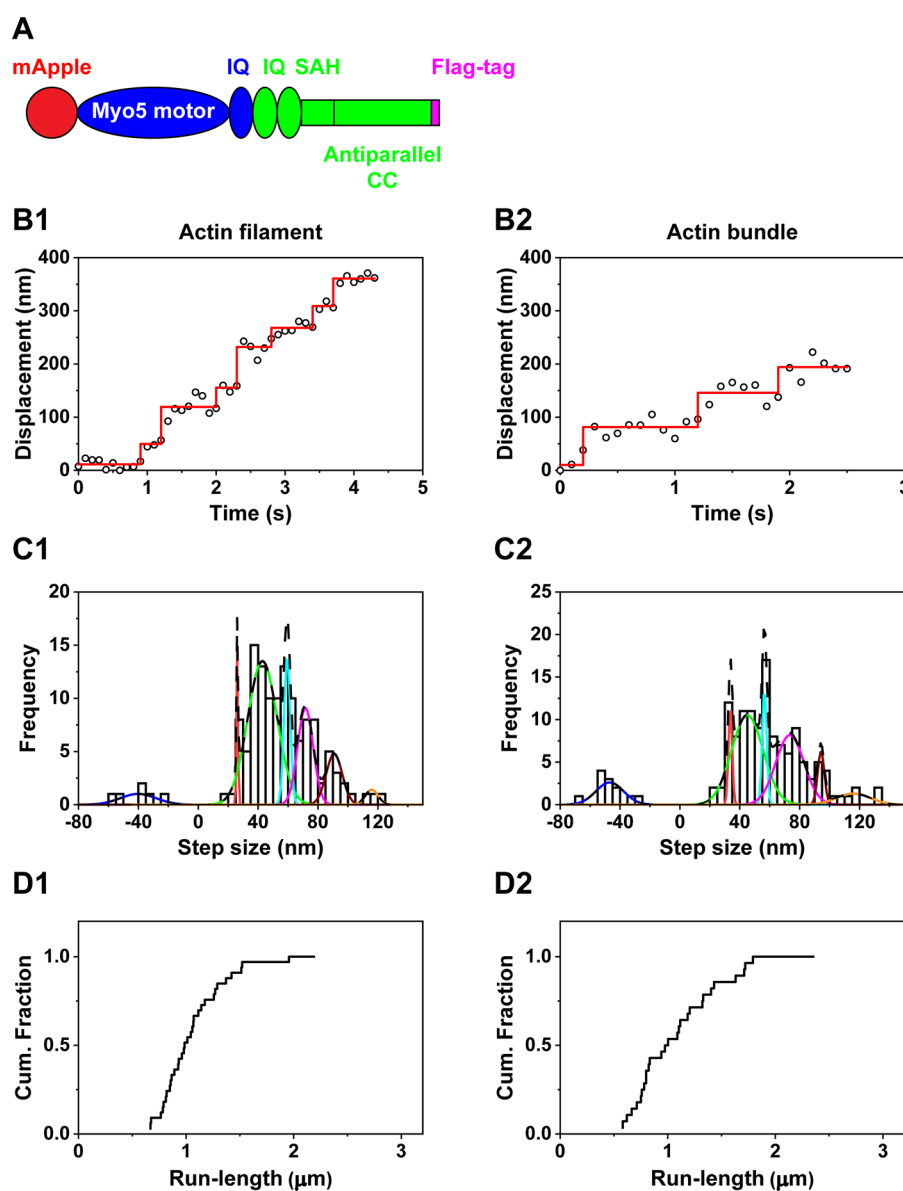 A
mApple
IQ
IQ
SAH
Flag-tag
Myo5 motor
Antiparallel
CC
B1
Actin filament
400
300
200
100
0
Displacement (nm)
0 1 2 3 4 5
Time (s)
B2
Actin bundle
400
300
200
100
0
Displacement (nm)
0 1 2 3
Time (s)
C1
20
15
10
5
0
Frequency
-80 -40 0 40 80 120
Step size (nm)
C2
25
20
15
10
5
0
Frequency
-80 -40 0 40 80 120
Step size (nm)
D1
1.0
0.5
0.0
Cum. Fraction
0 1 2 3
Run-length (μm)
D2
1.0
0.5
0.0
Cum. Fraction
0 1 2 3
Run-length (μm)